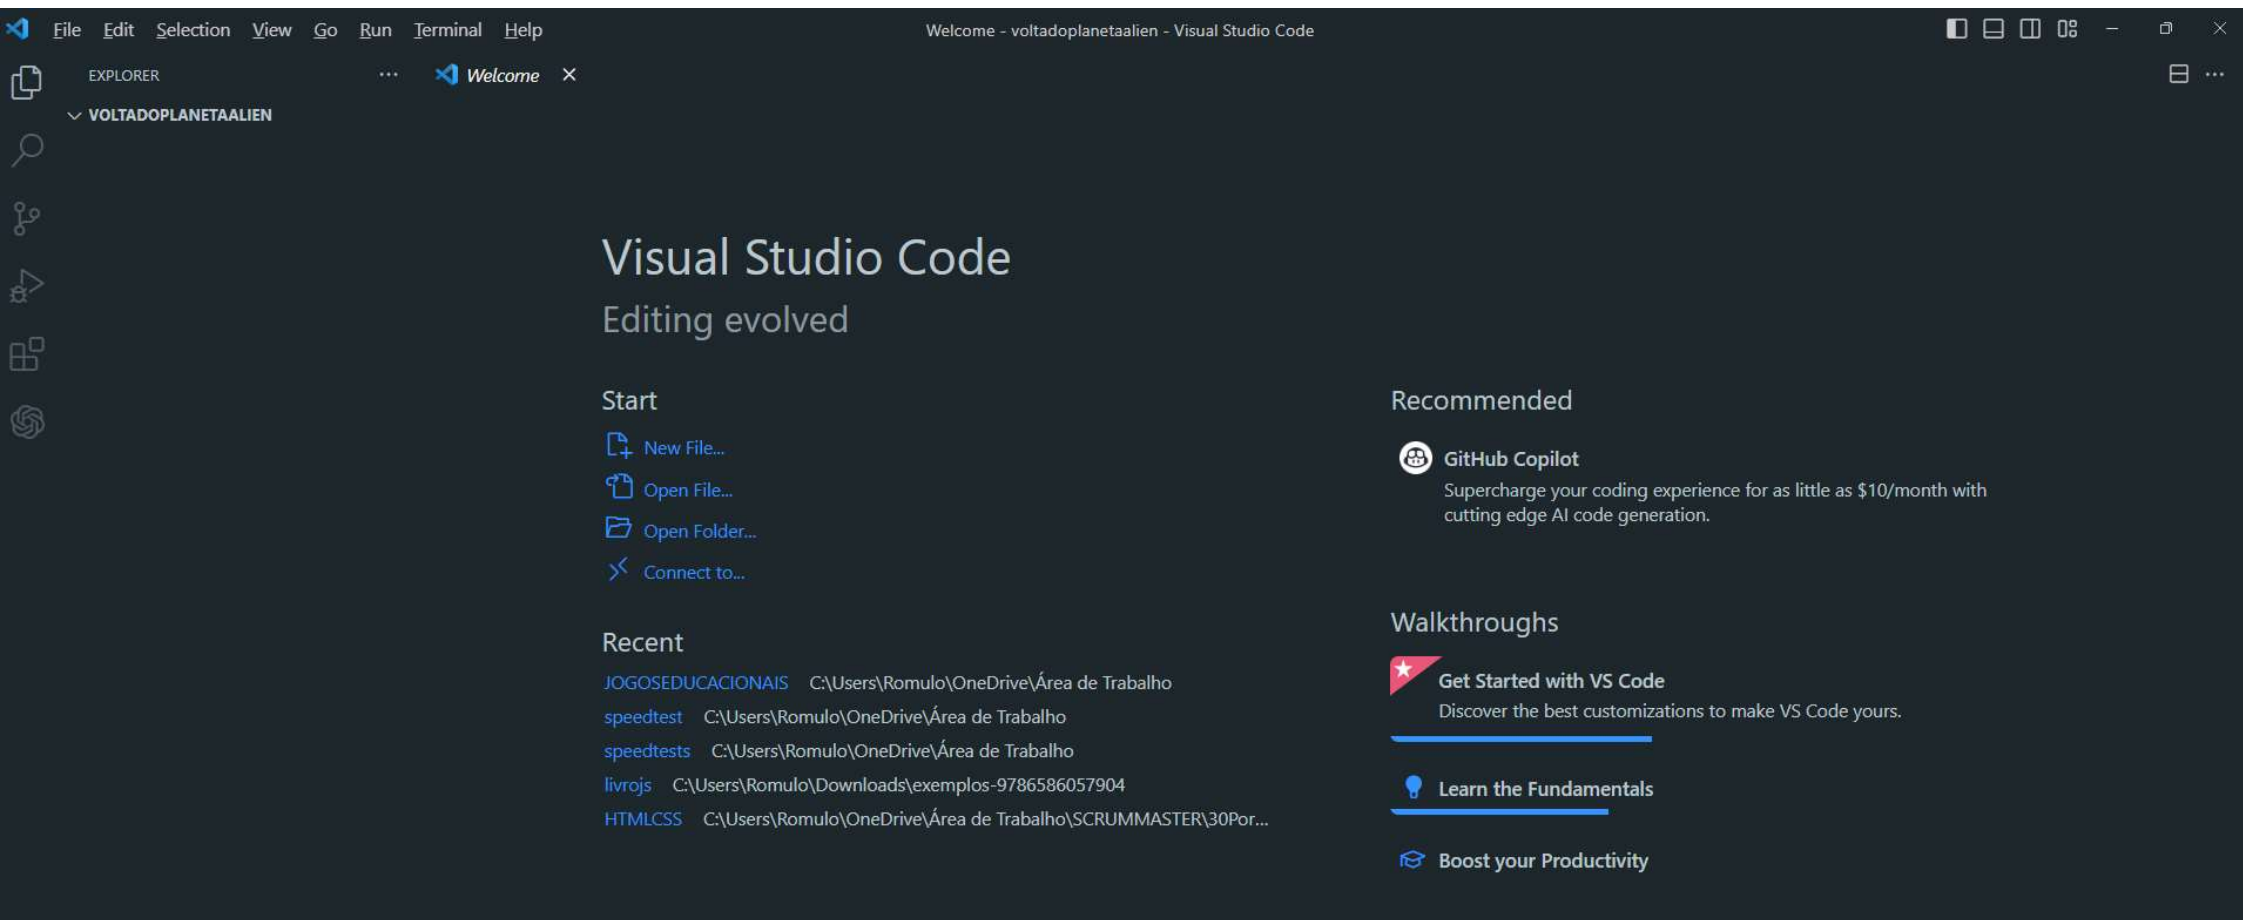 File Edit Selection View Go Run Terminal Help
Welcome - voltadoplanetaalien - Visual Studio Code
EXPLORER
Welcome
VOLTADOPLANETAALIEN
Visual Studio Code
Editing evolved
Start
New File...
Open File...
Open Folder...
Connect to...
Recent
JOGOSEDUCACIONAIS C:\Users\Romulo\OneDrive\Área de Trabalho
speedtest C:\Users\Romulo\OneDrive\Área de Trabalho
speedtests C:\Users\Romulo\OneDrive\Área de Trabalho
livrojs C:\Users\Romulo\Downloads\exemplos-9786586057904
HTMLCSS C:\Users\Romulo\OneDrive\Área de Trabalho\SCRUMMASTER\30Por...
Recommended
GitHub Copilot
Supercharge your coding experience for as little as $10/month with
cutting edge AI code generation.
Walkthroughs
Get Started with VS Code
Discover the best customizations to make VS Code yours.
Learn the Fundamentals
Boost your Productivity